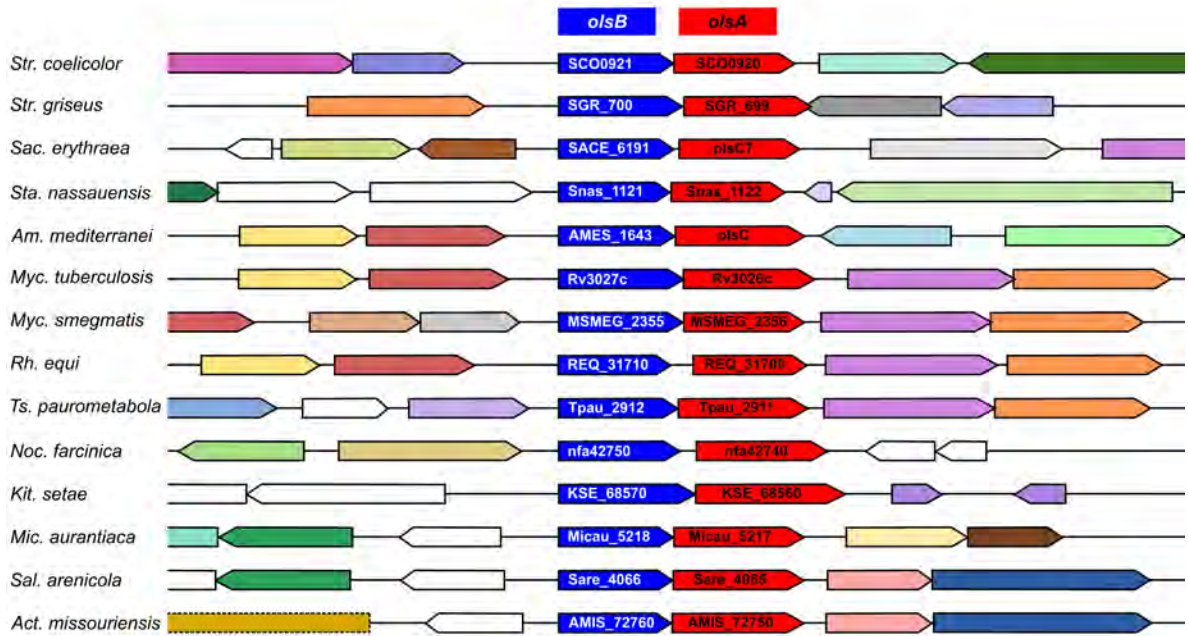 olsB olsA
Str. coelicolor SCO0921 SCO0920
Str. griseus SGR_700 SGR_699
Sac. erythraea SACE_6191 plsC7
Sta. nassauensis Snas_1121 Snas_1122
Am. mediterranei AMES_1643 plsC
Myc. tuberculosis Rv3027c Rv3026c
Myc. smegmatis MSMEG_2355 MSMEG_2356
Rh. equi REQ_31710 REQ_31700
Ts. paurometabola Tpau_2912 Tpau_2911
Noc. farcinica nfa42750 nfa42740
Kit. setae KSE_68570 KSE_68560
Mic. aurantiaca Micau_5218 Micau_5217
Sal. arenicola Sare_4066 Sare_4065
Act. missouriensis AMIS_72760 AMIS_72750